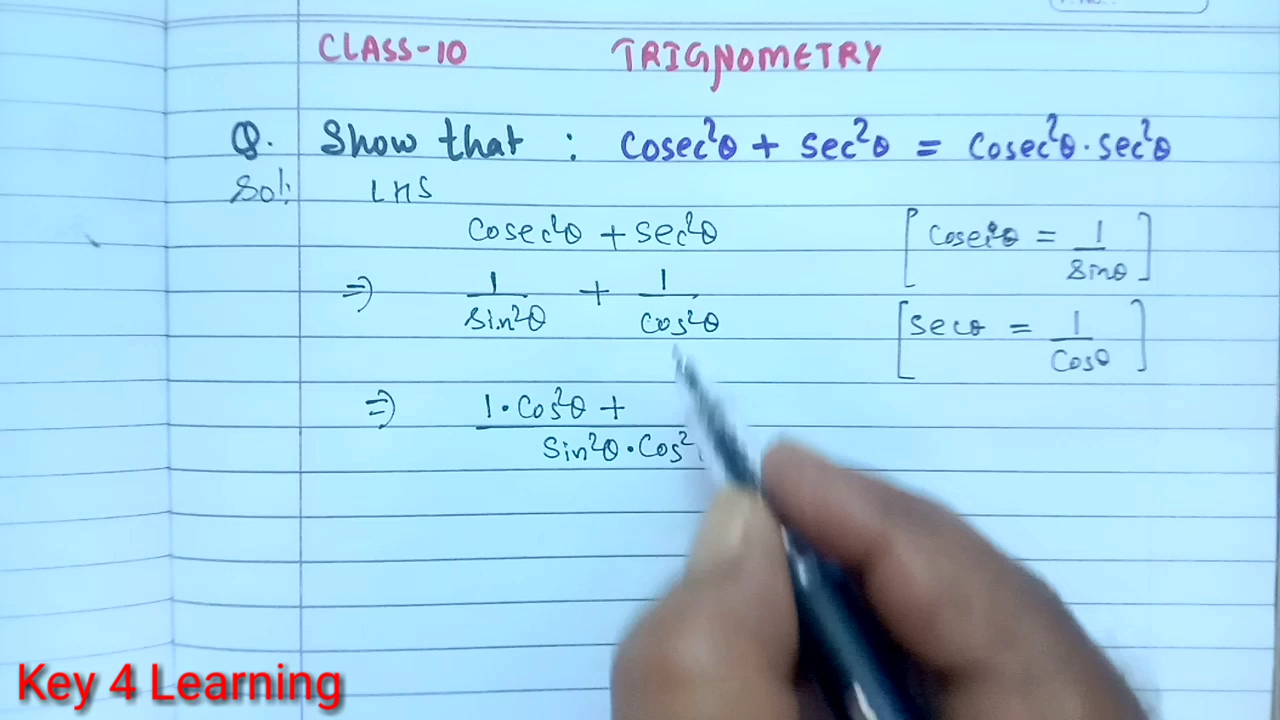 CLASS-10 TRIGNOMETRY
Q. Show that : cosec²θ + sec²θ = cosec²θ·sec²θ
Sol: LHS
cosec²θ + sec²θ
[ = 1/sinθ ]
⇒ 1/sin²θ + 1/cos²θ
[secθ = 1/cosθ ]
⇒ 1·cos²θ + / sin²θ·cos²
Key 4 Learning